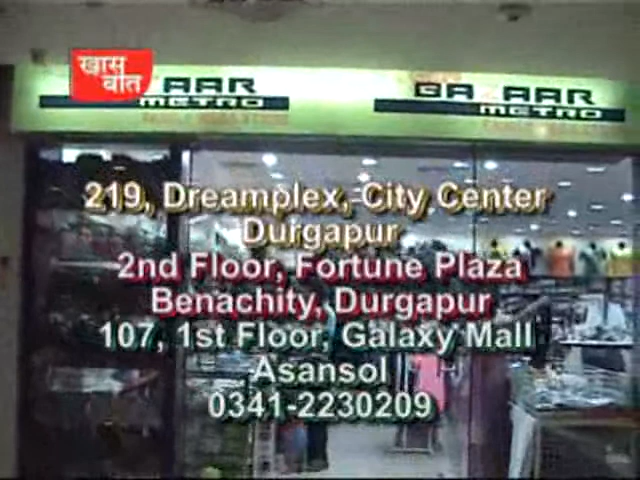 खास
बात
AAR
METRO
BAZAAR
METRO
219, Dreamplex, City Center
Durgapur
2nd Floor, Fortune Plaza
Benachity, Durgapur
107, 1st Floor, Galaxy Mall
Asansol
0341-2230209